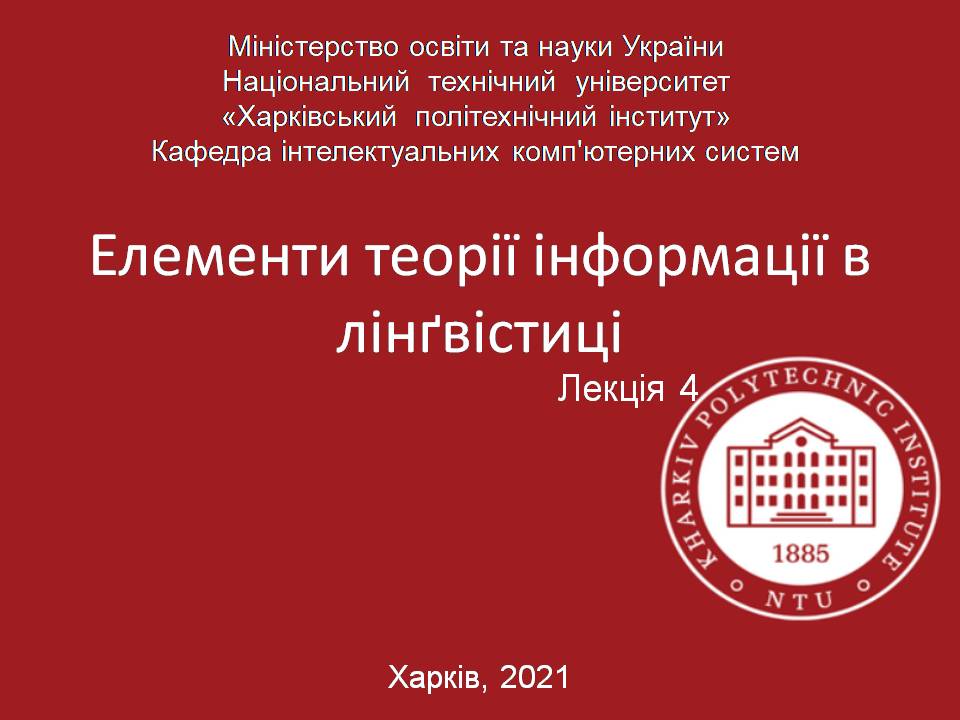 Міністерство освіти та науки України
Національний технічний університет
«Харківський політехнічний інститут»
Кафедра інтелектуальних комп'ютерних систем
Елементи теорії інформації в
лінґвістиці
Лекція 4
KHARKIV POLYTECHNIC INSTITUTE
1885
NTU
Харків, 2021